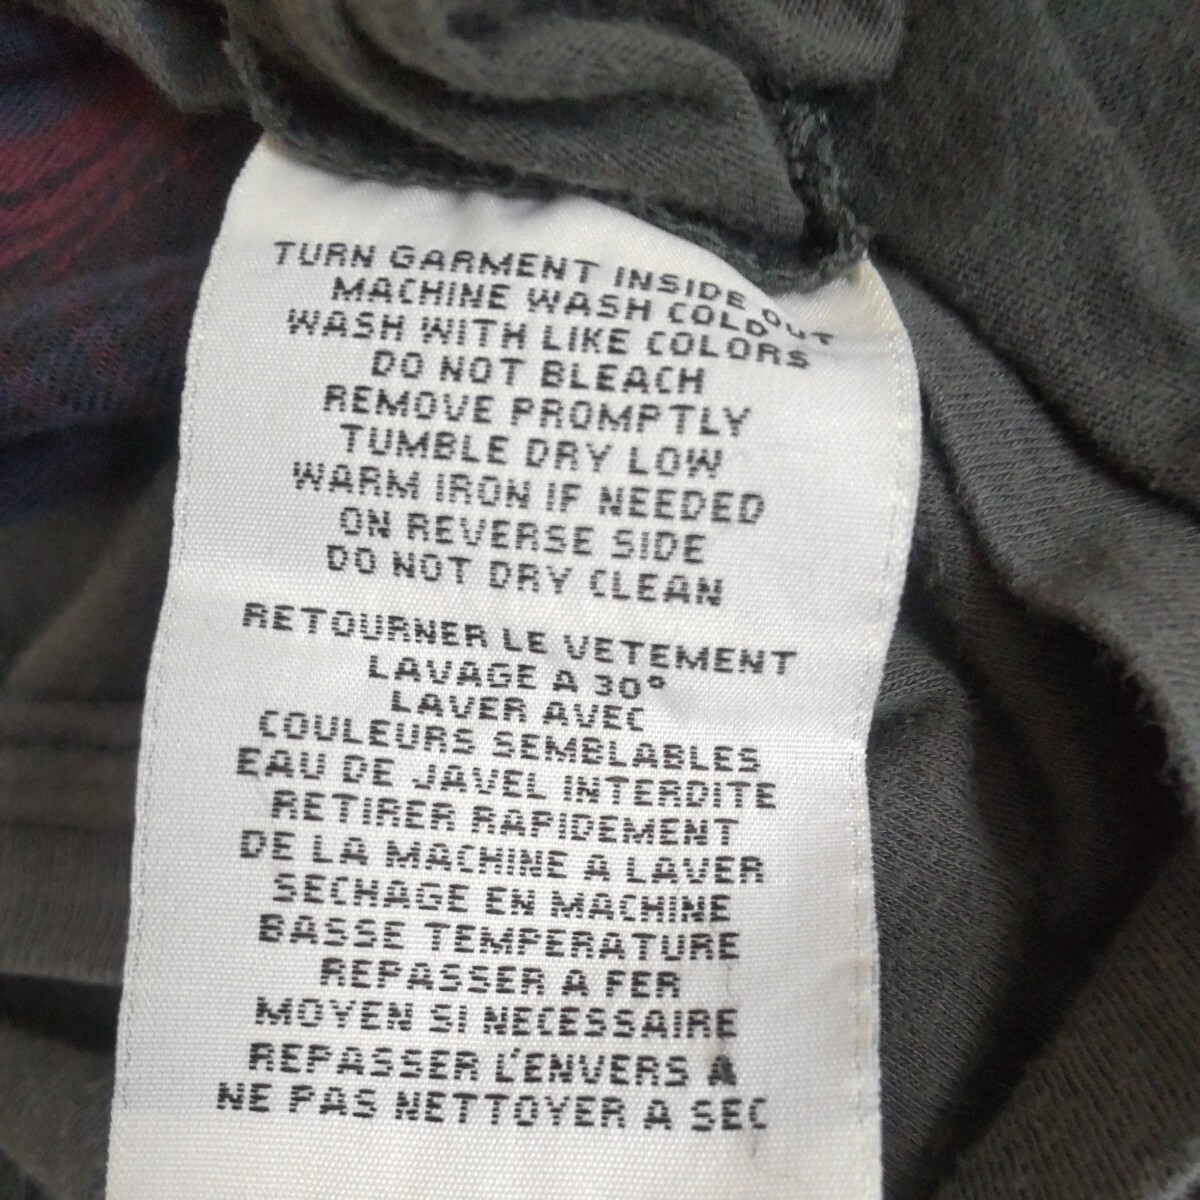 TURN GARMENT INSIDE OUT
MACHINE WASH COLD
WASH WITH LIKE COLORS
DO NOT BLEACH
REMOVE PROMPTLY
TUMBLE DRY LOW
WARM IRON IF NEEDED
ON REVERSE SIDE
DO NOT DRY CLEAN
RETOURNER LE VETEMENT
LAVAGE A 30°
LAVER AVEC
COULEURS SEMBLABLES
EAU DE JAVEL INTERDITE
RETIRER RAPIDEMENT
DE LA MACHINE A LAVER
SECHAGE EN MACHINE
BASSE TEMPERATURE
REPASSER A FER
MOYEN SI NECESSAIRE
REPASSER L'ENVERS A
NE PAS NETTOYER A SEC